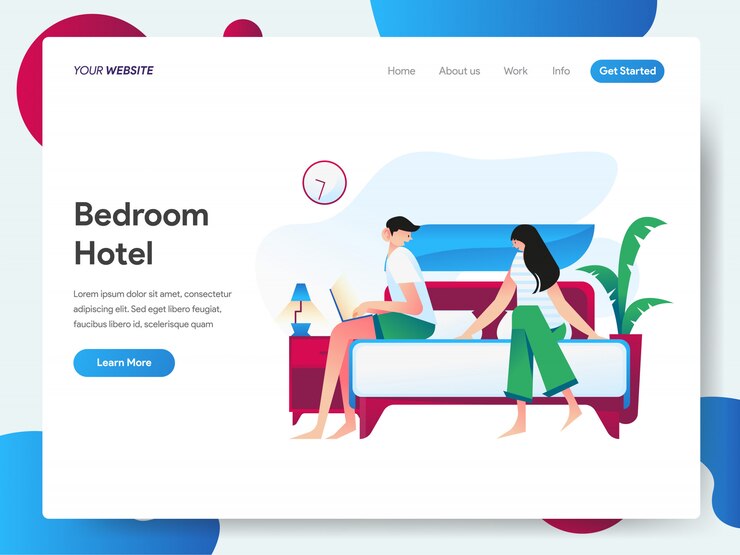 YOUR WEBSITE
Home About us Work Info Get Started
Bedroom
Hotel
Lorem ipsum dolor sit amet, consectetur
adipiscing elit. Sed eget libero feugiat,
faucibus libero id, scelerisque quam
Learn More